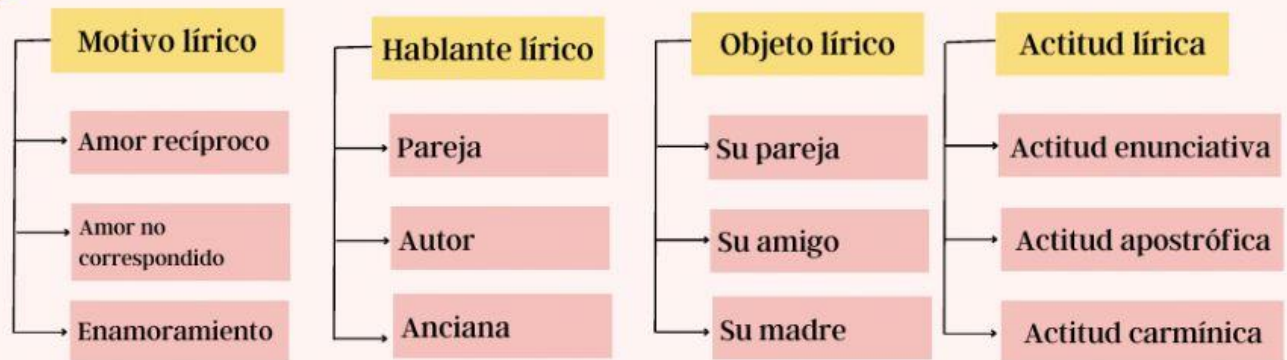 Motivo lírico
Amor recíproco
Amor no
correspondido
Enamoramiento
Hablante lírico
Pareja
Autor
Anciana
Objeto lírico
Su pareja
Su amigo
Su madre
Actitud lírica
Actitud enunciativa
Actitud apostrófica
Actitud carmínica